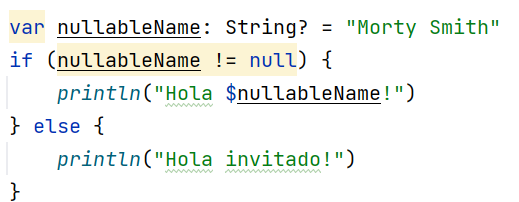 var nullableName: String? = "Morty Smith"
if (nullableName != null) {
    println("Hola $nullableName!")
} else {
    println("Hola invitado!")
}